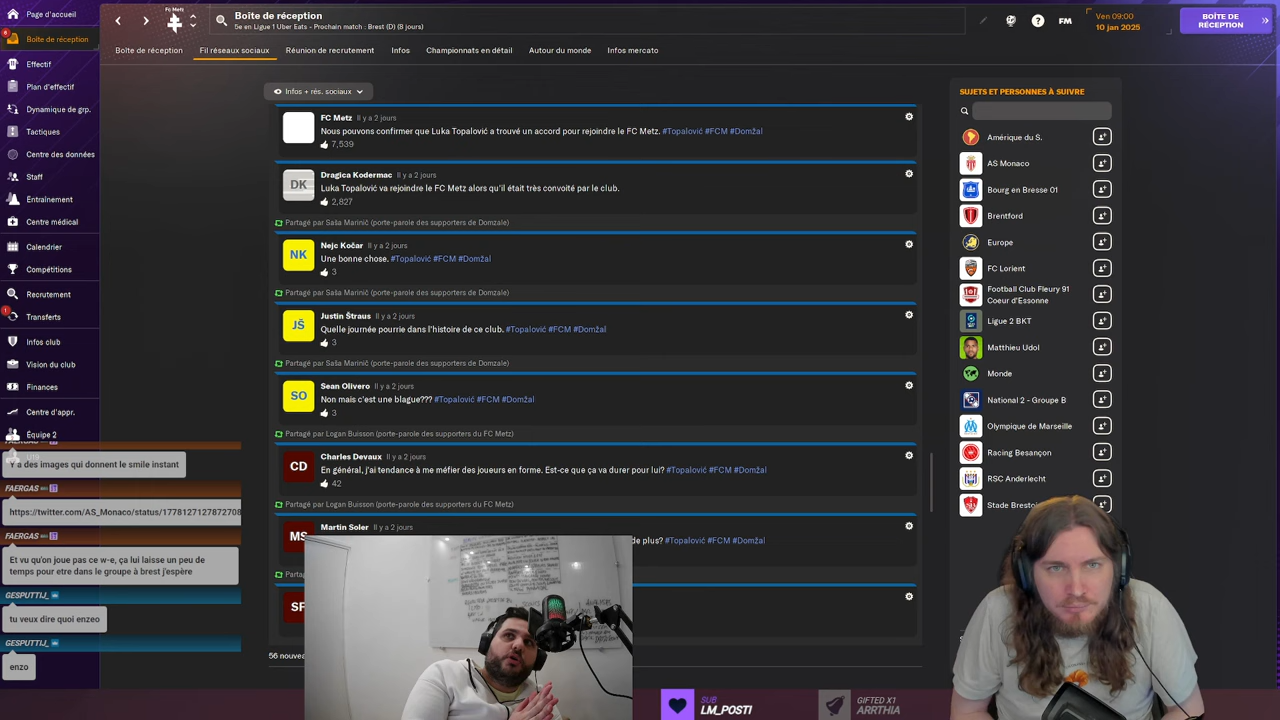 Page d'accueil
6
Boîte de réception
Effectif
Plan d'effectif
Dynamique de grp.
Tactiques
Centre des données
Staff
Entraînement
Centre médical
Calendrier
Compétitions
Recrutement
1
Transferts
Infos club
Vision du club
Finances
Centre d'appr.
Équipe 2
Fc Metz
Boîte de réception
5e en Ligue 1 Uber Eats - Prochain match : Brest (D) (8 jours)
FM
Ven 09:00
10 jan 2025
BOÎTE DE
RÉCEPTION
Boîte de réception
Fil réseaux sociaux
Réunion de recrutement
Infos
Championnats en détail
Autour du monde
Infos mercato
Infos + rés. sociaux
FC Metz Il y a 2 jours
Nous pouvons confirmer que Luka Topalović a trouvé un accord pour rejoindre le FC Metz. #Topalović #FCM #Domžal
7,539
DK
Dragica Kodermac Il y a 2 jours
Luka Topalović va rejoindre le FC Metz alors qu'il était très convoité par le club.
2,827
Partagé par Saša Marinič (porte-parole des supporters de Domzale)
NK
Nejc Kočar Il y a 2 jours
Une bonne chose. #Topalović #FCM #Domžal
3
Partagé par Saša Marinič (porte-parole des supporters de Domzale)
JŠ
Justin Štraus Il y a 2 jours
Quelle journée pourrie dans l'histoire de ce club. #Topalović #FCM #Domžal
3
Partagé par Saša Marinič (porte-parole des supporters de Domzale)
SO
Sean Olivero Il y a 2 jours
Non mais c'est une blague??? #Topalović #FCM #Domžal
3
Partagé par Logan Buisson (porte-parole des supporters du FC Metz)
CD
Charles Devaux Il y a 2 jours
En général, j'ai tendance à me méfier des joueurs en forme. Est-ce que ça va durer pour lui? #Topalović #FCM #Domžal
42
Partagé par Logan Buisson (porte-parole des supporters du FC Metz)
MS
Martin Soler Il y a 2 jours
de plus? #Topalović #FCM #Domžal
Parta
SF
56 nouvea
SUJETS ET PERSONNES À SUIVRE
Amérique du S.
AS Monaco
Bourg en Bresse 01
Brentford
Europe
FC Lorient
Football Club Fleury 91
Coeur d'Essonne
Ligue 2 BKT
Matthieu Udol
Monde
National 2 - Groupe B
Olympique de Marseille
Racing Besançon
RSC Anderlecht
Stade Bresto
FAERGAS
Y a des images qui donnent le smile instant
FAERGAS
https://twitter.com/AS_Monaco/status/1778127127872708
FAERGAS
Et vu qu'on joue pas ce w-e, ça lui laisse un peu de
temps pour etre dans le groupe à brest j'espère
GESPUTTIJ_
tu veux dire quoi enzeo
GESPUTTIJ_
enzo
SUB
LM_POSTI
GIFTED X1
ARRTHIA